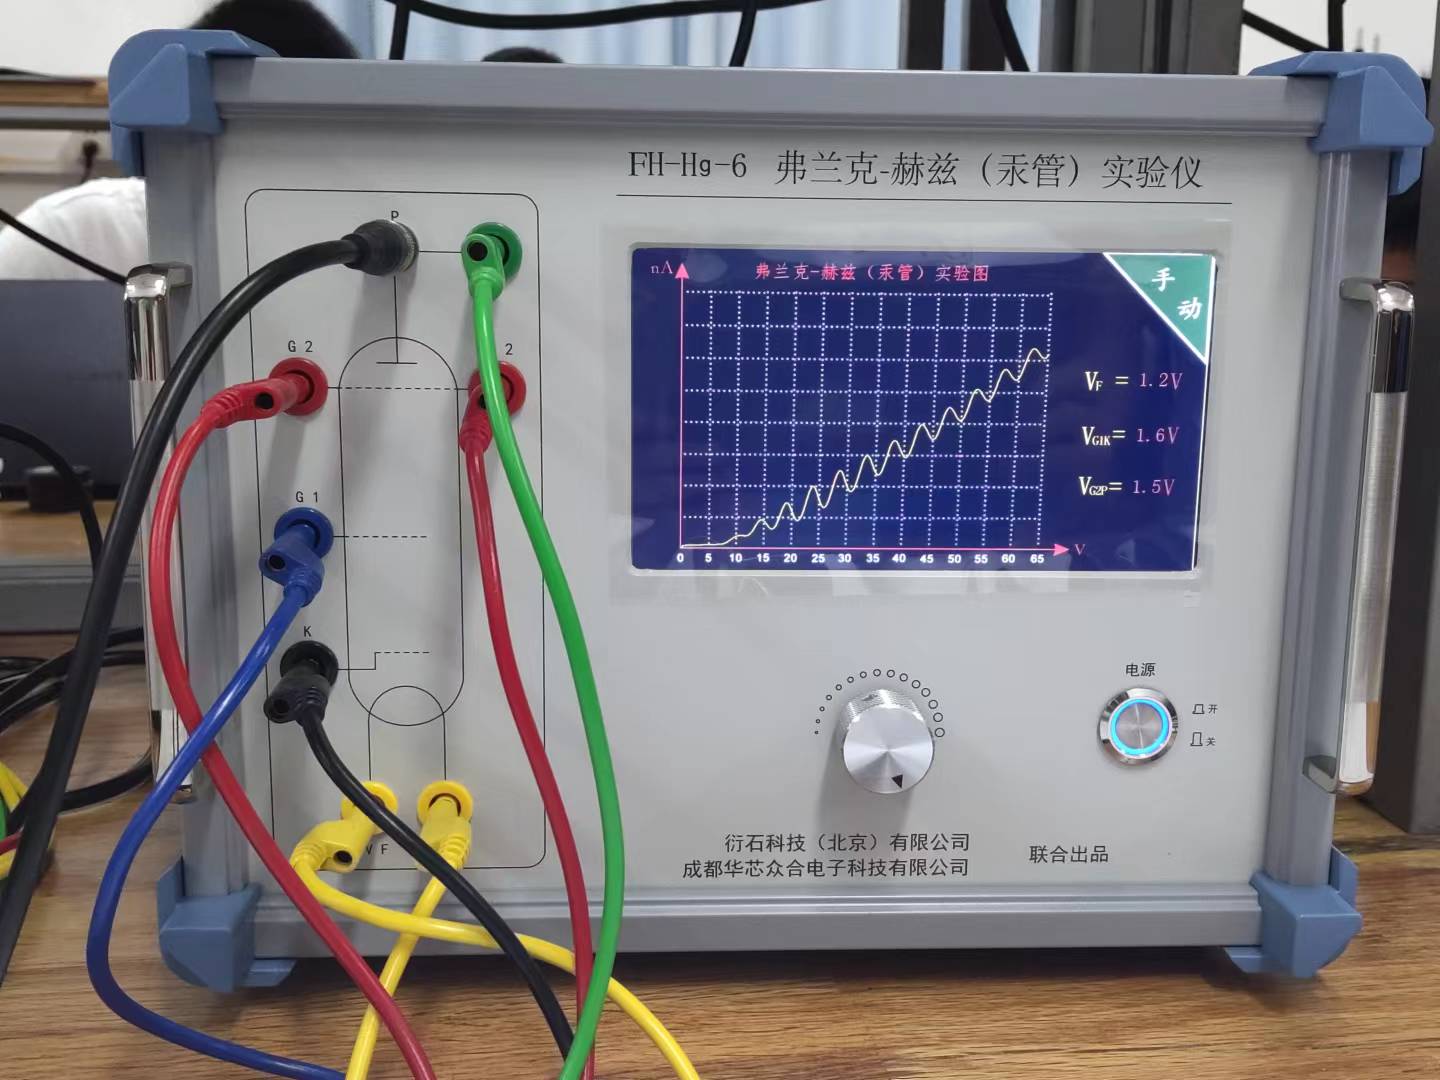 FH-Hg-6 弗兰克-赫兹（汞管）实验仪
P
G2
2
G1
K
VF
nA
弗兰克-赫兹（汞管）实验图
手动
VF = 1.2V
VG1K= 1.6V
VG2P= 1.5V
0 5 10 15 20 25 30 35 40 45 50 55 60 65
V
电源
开
关
衍石科技（北京）有限公司
成都华芯众合电子科技有限公司
联合出品